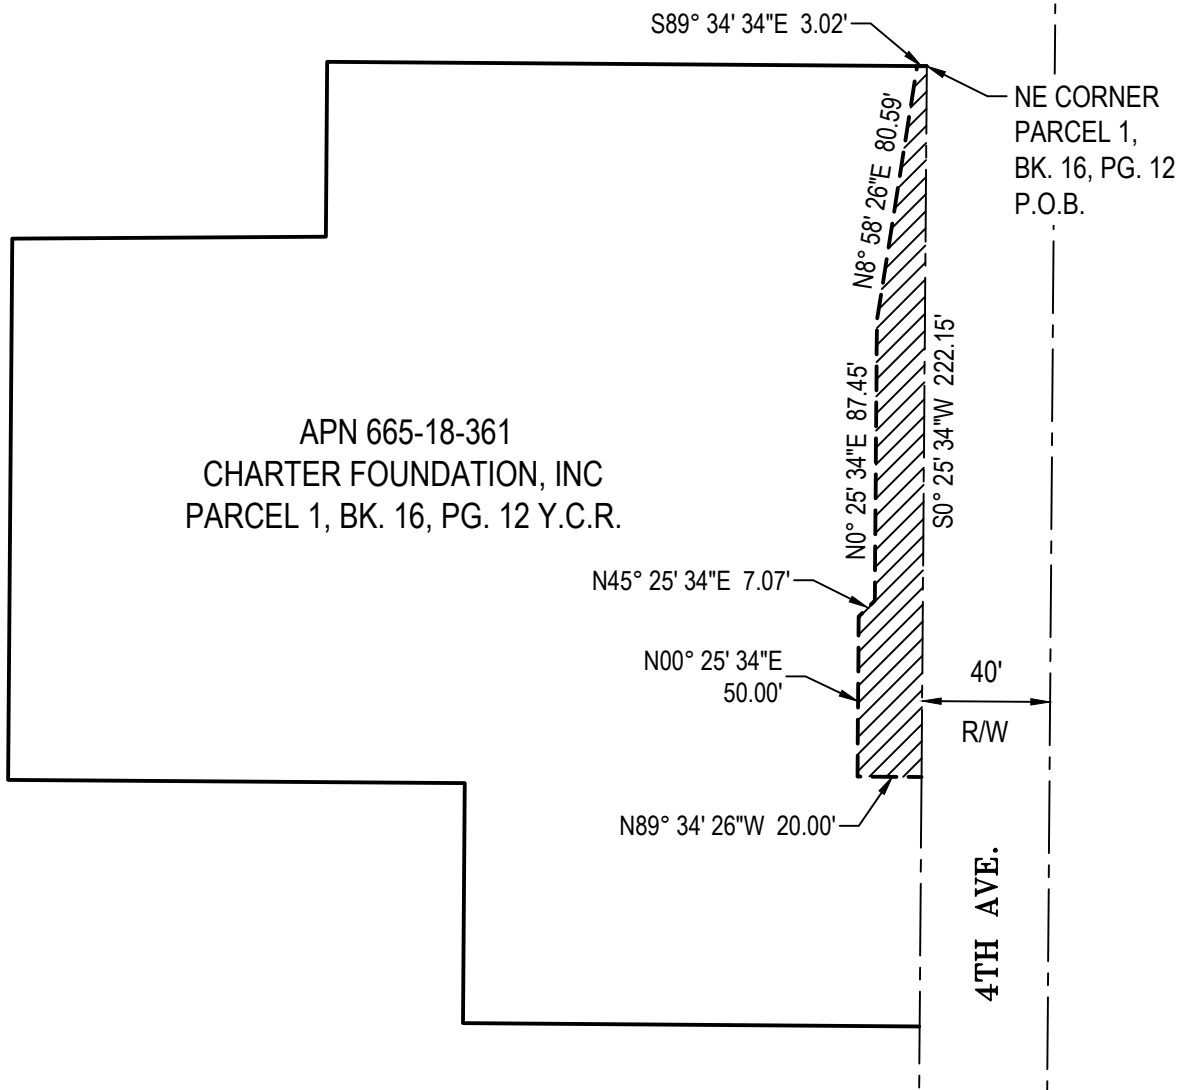 S89° 34' 34"E 3.02'
NE CORNER
PARCEL 1,
BK. 16, PG. 12
P.O.B.
N8° 58' 26"E 80.59'
S0° 25' 34"W 222.15'
N0° 25' 34"E 87.45'
APN 665-18-361
CHARTER FOUNDATION, INC
PARCEL 1, BK. 16, PG. 12 Y.C.R.
N45° 25' 34"E 7.07'
N00° 25' 34"E
50.00'
40'
R/W
N89° 34' 26"W 20.00'
4TH AVE.